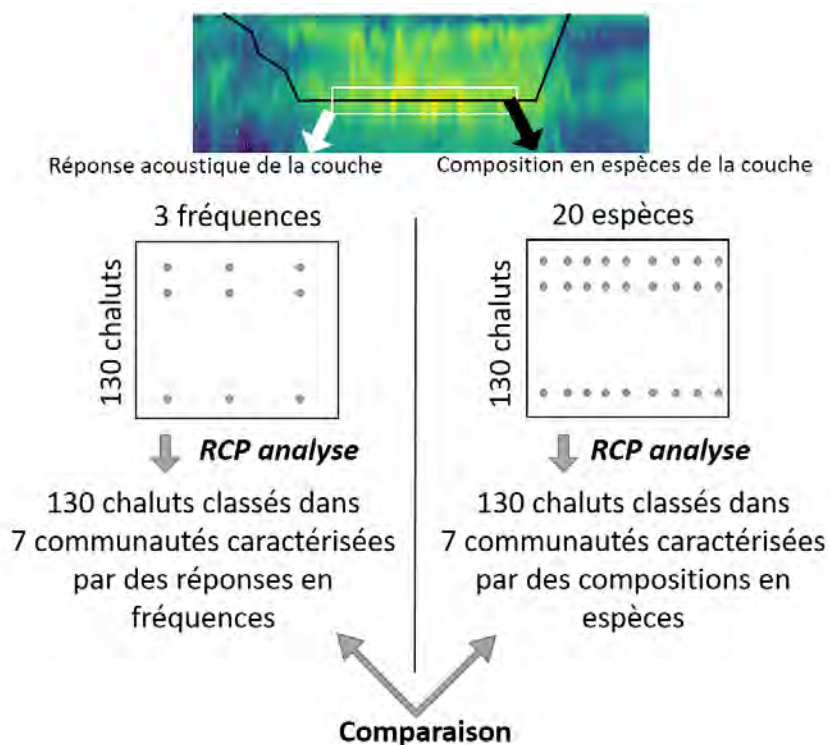 Réponse acoustique de la couche
Composition en espèces de la couche
3 fréquences
130 chaluts
RCP analyse
130 chaluts classés dans
7 communautés caractérisées
par des réponses en
fréquences
20 espèces
130 chaluts
RCP analyse
130 chaluts classés dans
7 communautés caractérisées
par des compositions en
espèces
Comparaison